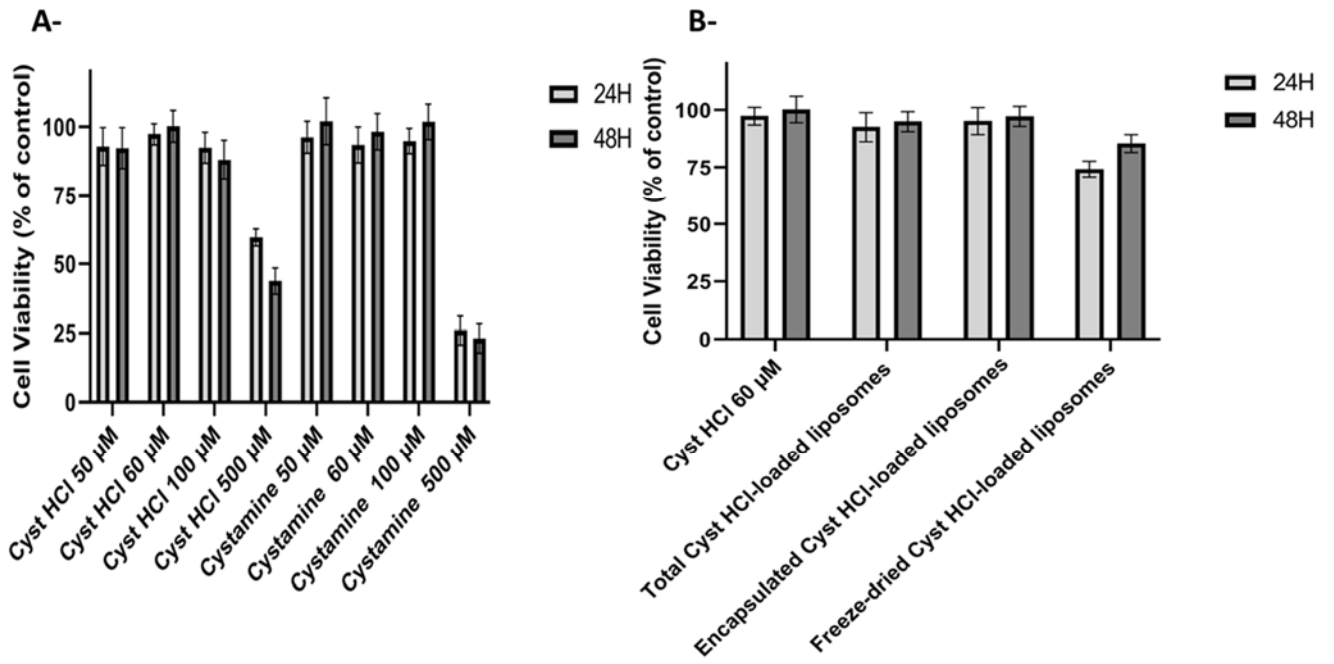 A-
Cell Viability (% of control)
100
75
50
25
0
24H
48H
Cyst HCl 50 µM
Cyst HCl 60 µM
Cyst HCl 100 µM
Cyst HCl 500 µM
Cystamine 50 µM
Cystamine 60 µM
Cystamine 100 µM
Cystamine 500 µM
B-
Cell Viability (% of control)
100
75
50
25
0
24H
48H
Cyst HCl 60 µM
Total Cyst HCl-loaded liposomes
Encapsulated Cyst HCl-loaded liposomes
Freeze-dried Cyst HCl-loaded liposomes